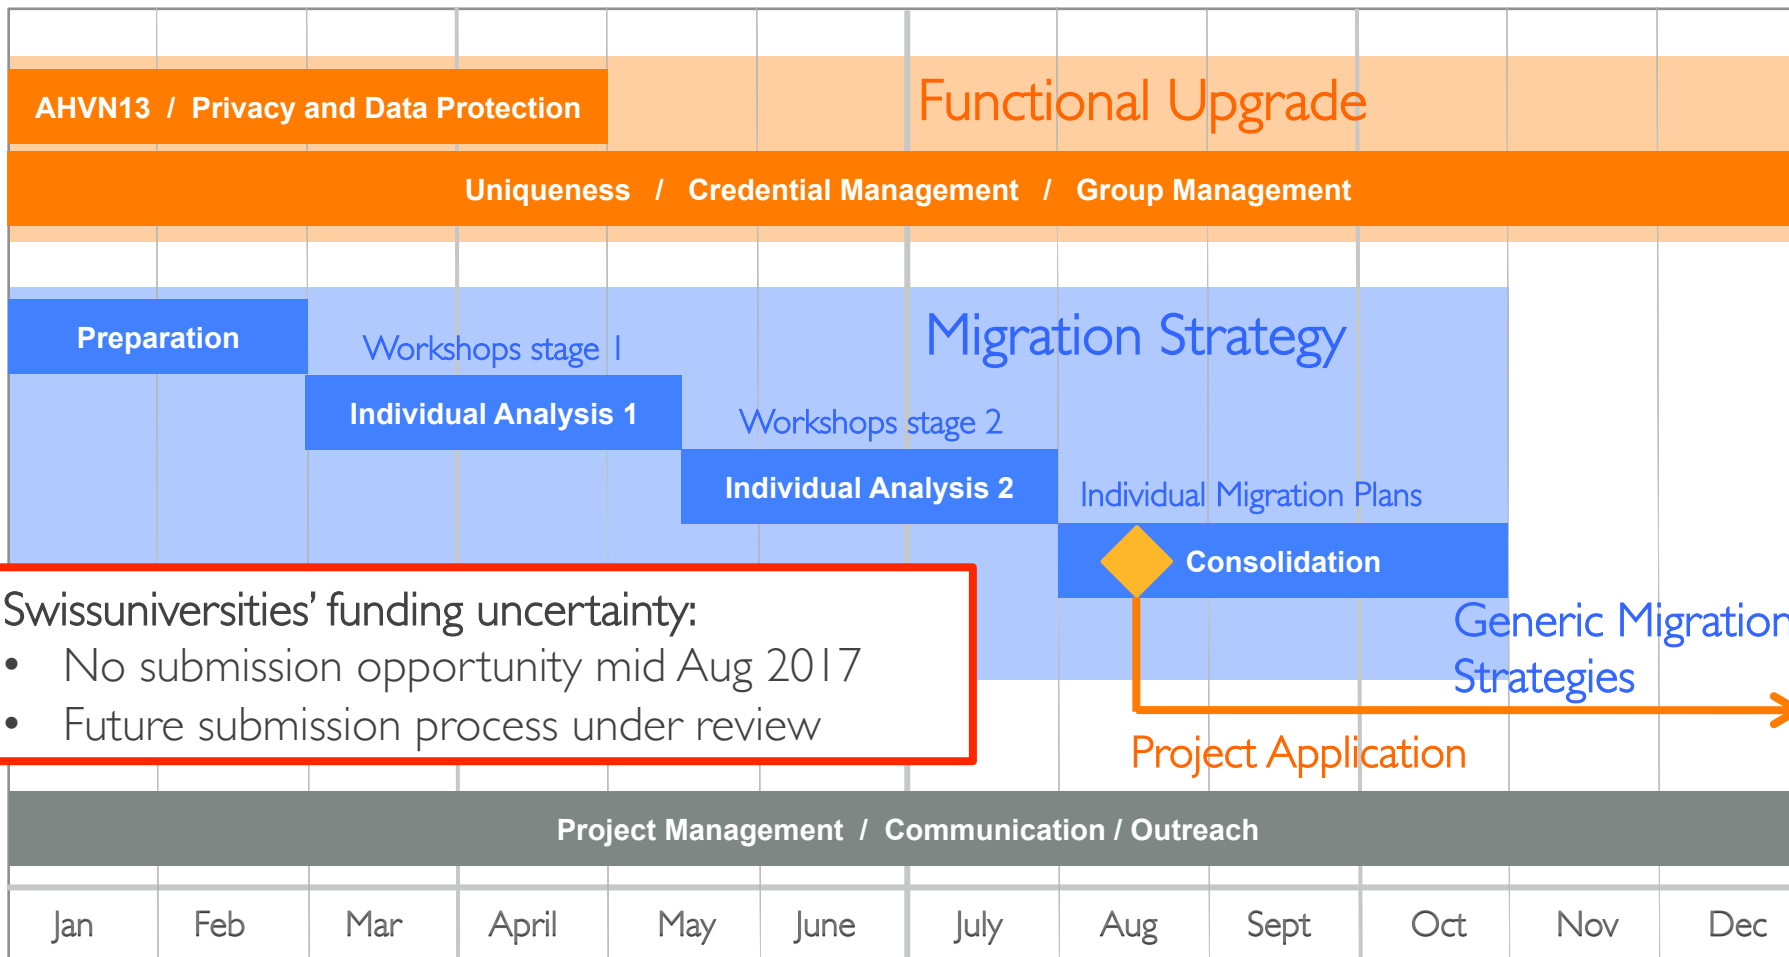 Functional Upgrade
AHVN13 / Privacy and Data Protection
Uniqueness / Credential Management / Group Management
Migration Strategy
Preparation
Workshops stage 1
Individual Analysis 1
Workshops stage 2
Individual Analysis 2
Individual Migration Plans
Consolidation
Swissuniversities' funding uncertainty:
• No submission opportunity mid Aug 2017
• Future submission process under review
Generic Migration
Strategies
Project Application
Project Management / Communication / Outreach
Jan Feb Mar April May June July Aug Sept Oct Nov Dec